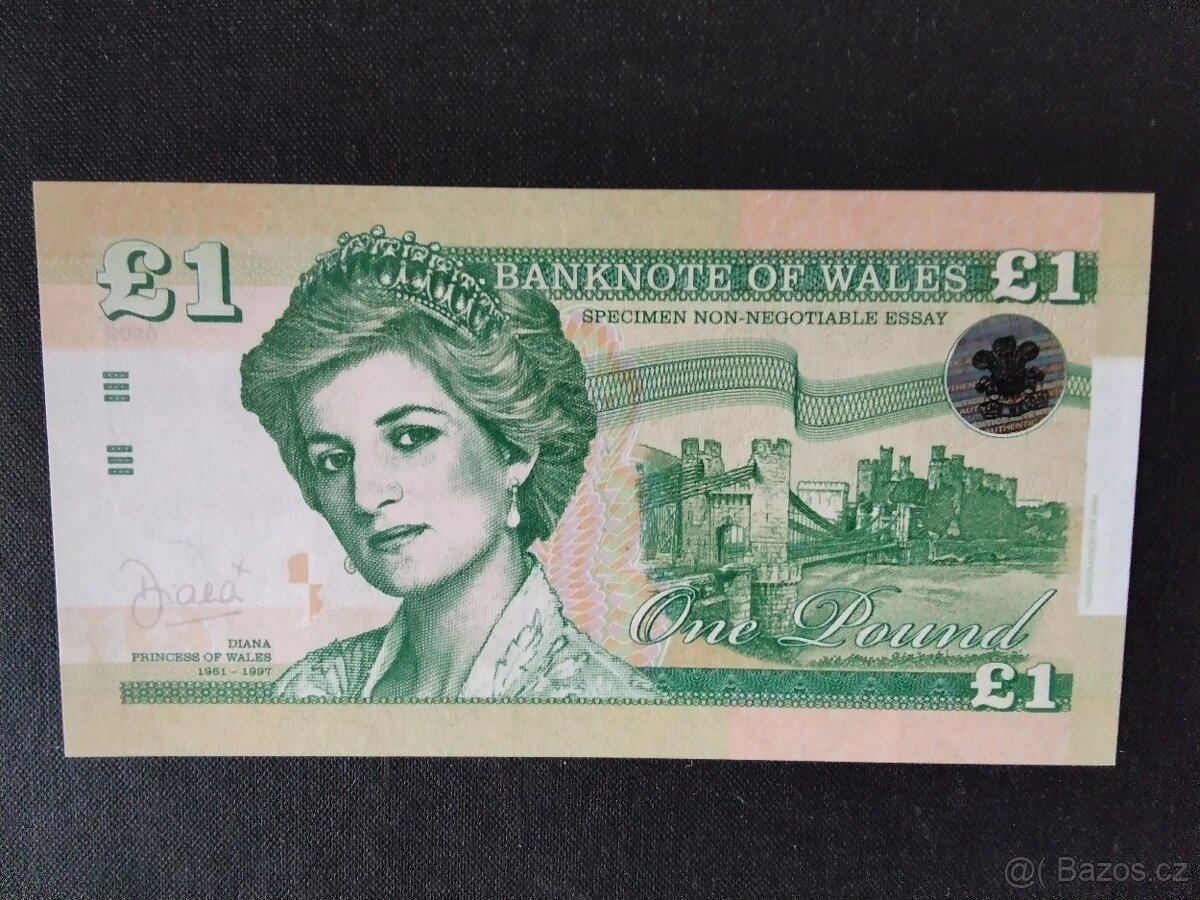 £1
BANKNOTE OF WALES £1
SPECIMEN NON-NEGOTIABLE ESSAY
Diana
DIANA
PRINCESS OF WALES
1961 - 1997
One Pound
£1
@( Bazos.cz